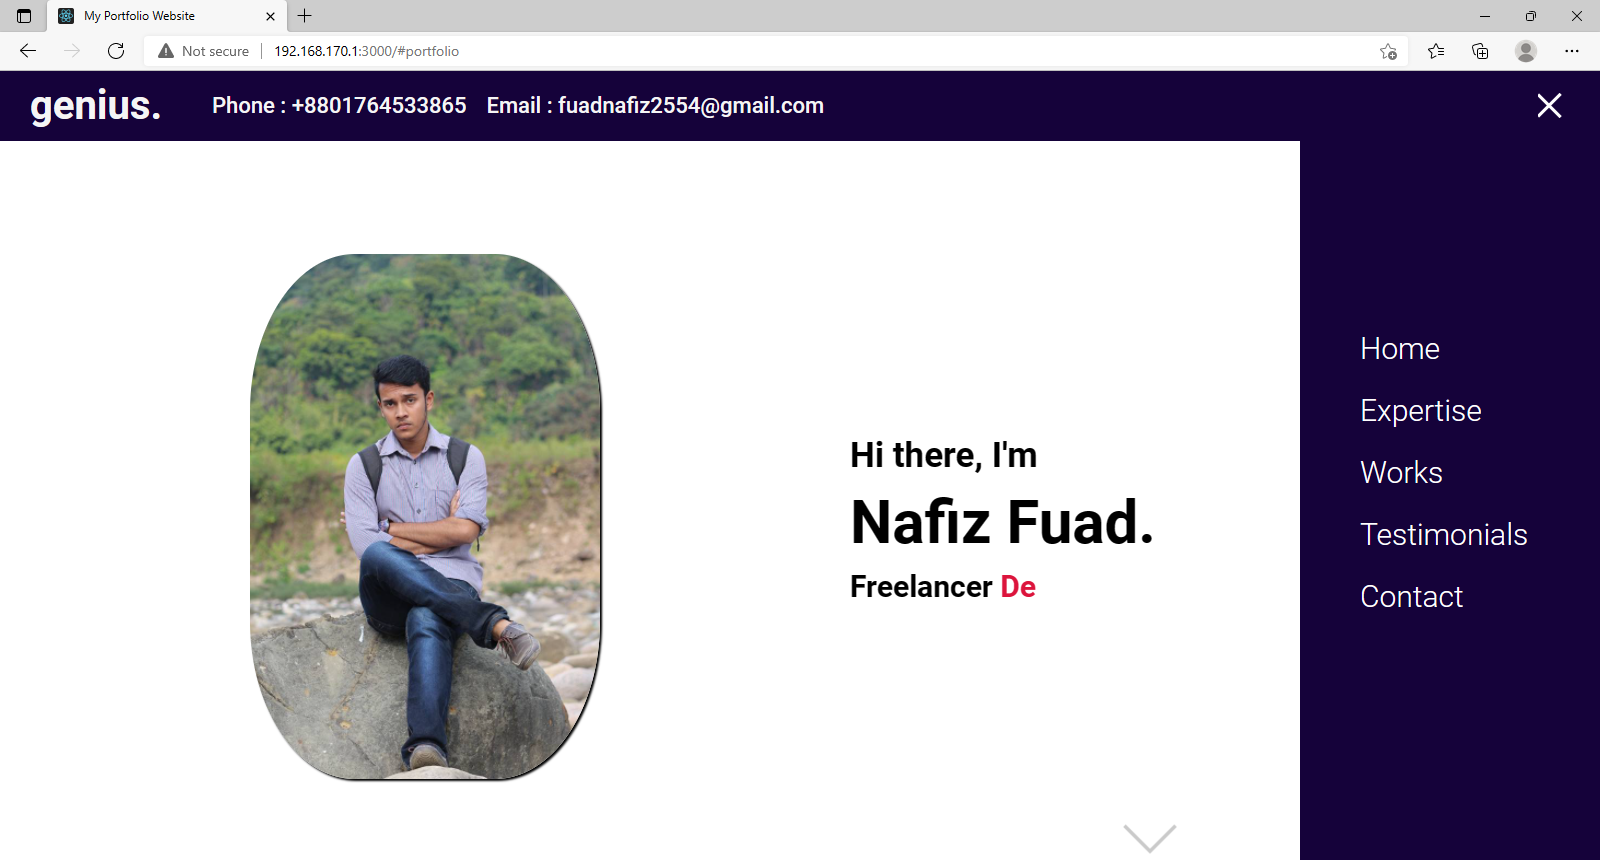 My Portfolio Website
Not secure
192.168.170.1:3000/#portfolio
genius.
Phone : +8801764533865 Email : fuadnafiz2554@gmail.com
Home
Expertise
Works
Testimonials
Contact
Hi there, I'm
Nafiz Fuad.
Freelancer De